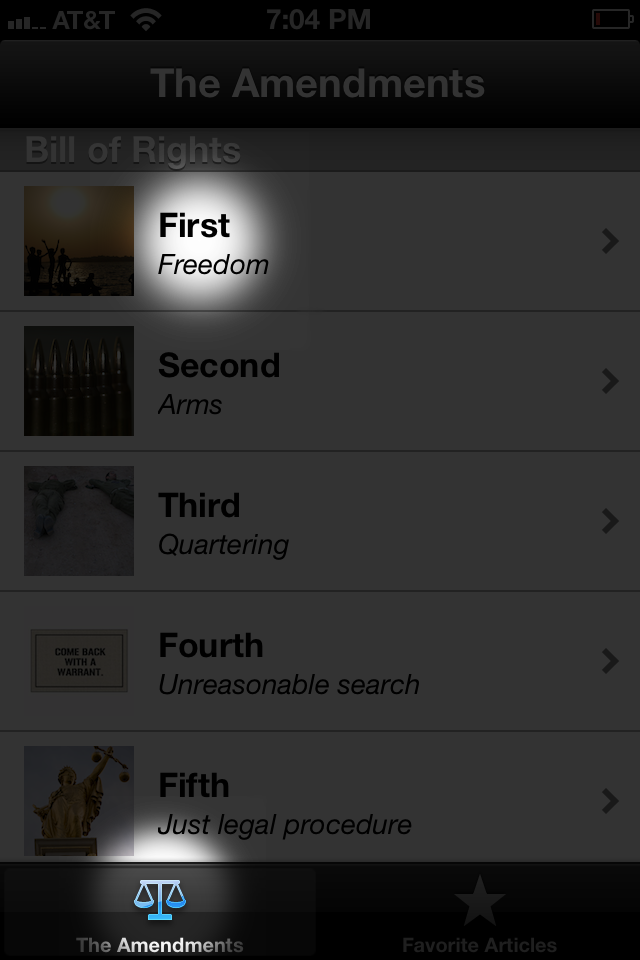 AT&T 7:04 PM
The Amendments
Bill of Rights
First
Freedom
Second
Arms
Third
Quartering
COME BACK
WITH A
WARRANT.
Fourth
Unreasonable search
Fifth
Just legal procedure
The Amendments Favorite Articles